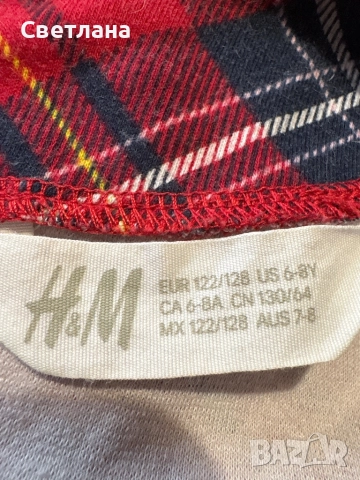 Светлана
H&M
EUR 122/128 US 6-8Y
CA 6-8A CN 130/64
MX 122/128 AUS 7-8
BAZAR